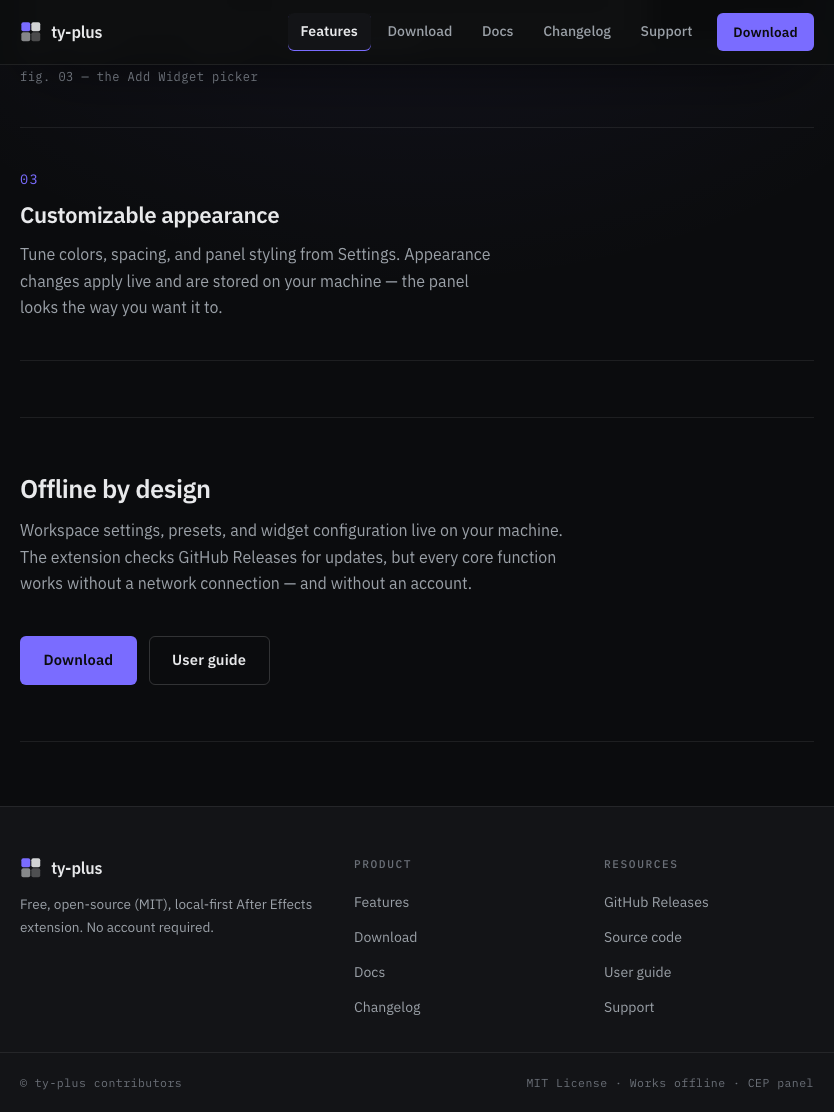 ty-plus
Features
Download
Docs
Changelog
Support
Download
fig. 03 — the Add Widget picker
03
Customizable appearance
Tune colors, spacing, and panel styling from Settings. Appearance
changes apply live and are stored on your machine — the panel
looks the way you want it to.
Offline by design
Workspace settings, presets, and widget configuration live on your machine.
The extension checks GitHub Releases for updates, but every core function
works without a network connection — and without an account.
Download
User guide
ty-plus
Free, open-source (MIT), local-first After Effects
extension. No account required.
PRODUCT
Features
Download
Docs
Changelog
RESOURCES
GitHub Releases
Source code
User guide
Support
© ty-plus contributors
MIT License · Works offline · CEP panel